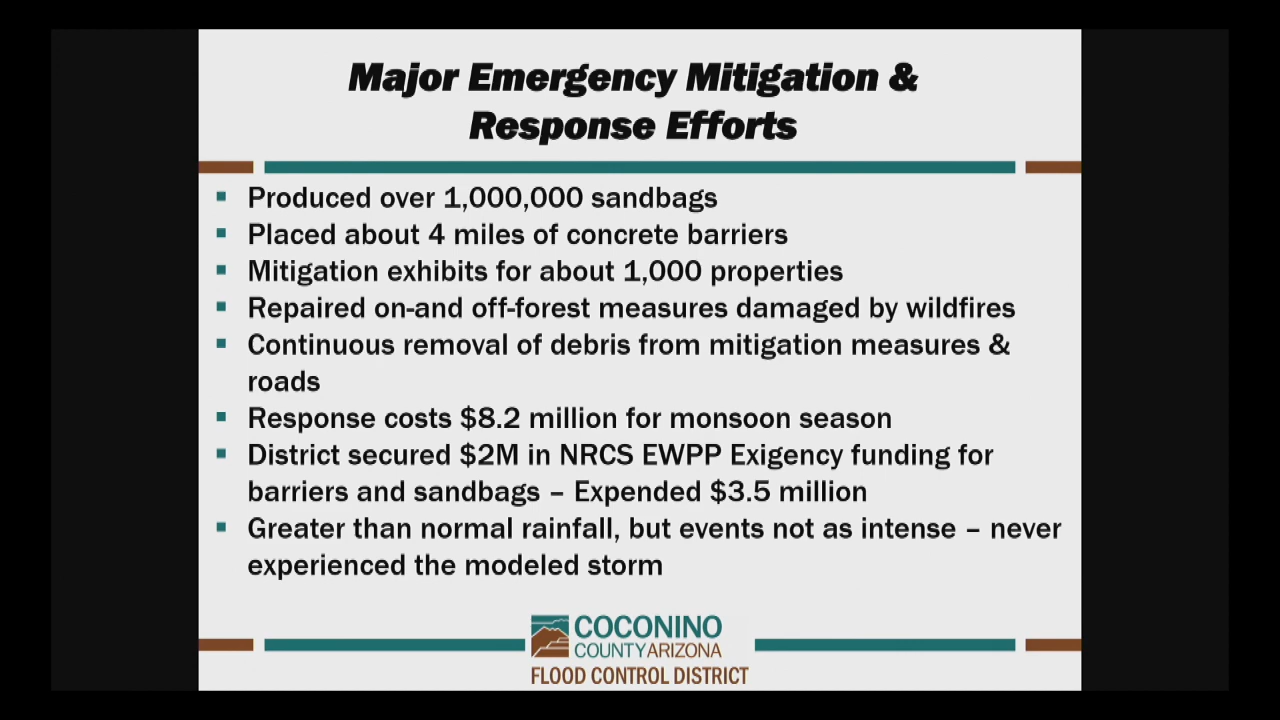 Major Emergency Mitigation &
Response Efforts
▪ Produced over 1,000,000 sandbags
▪ Placed about 4 miles of concrete barriers
▪ Mitigation exhibits for about 1,000 properties
▪ Repaired on-and off-forest measures damaged by wildfires
▪ Continuous removal of debris from mitigation measures &
roads
▪ Response costs $8.2 million for monsoon season
▪ District secured $2M in NRCS EWPP Exigency funding for
barriers and sandbags – Expended $3.5 million
▪ Greater than normal rainfall, but events not as intense – never
experienced the modeled storm
COCONINO
COUNTY ARIZONA
FLOOD CONTROL DISTRICT